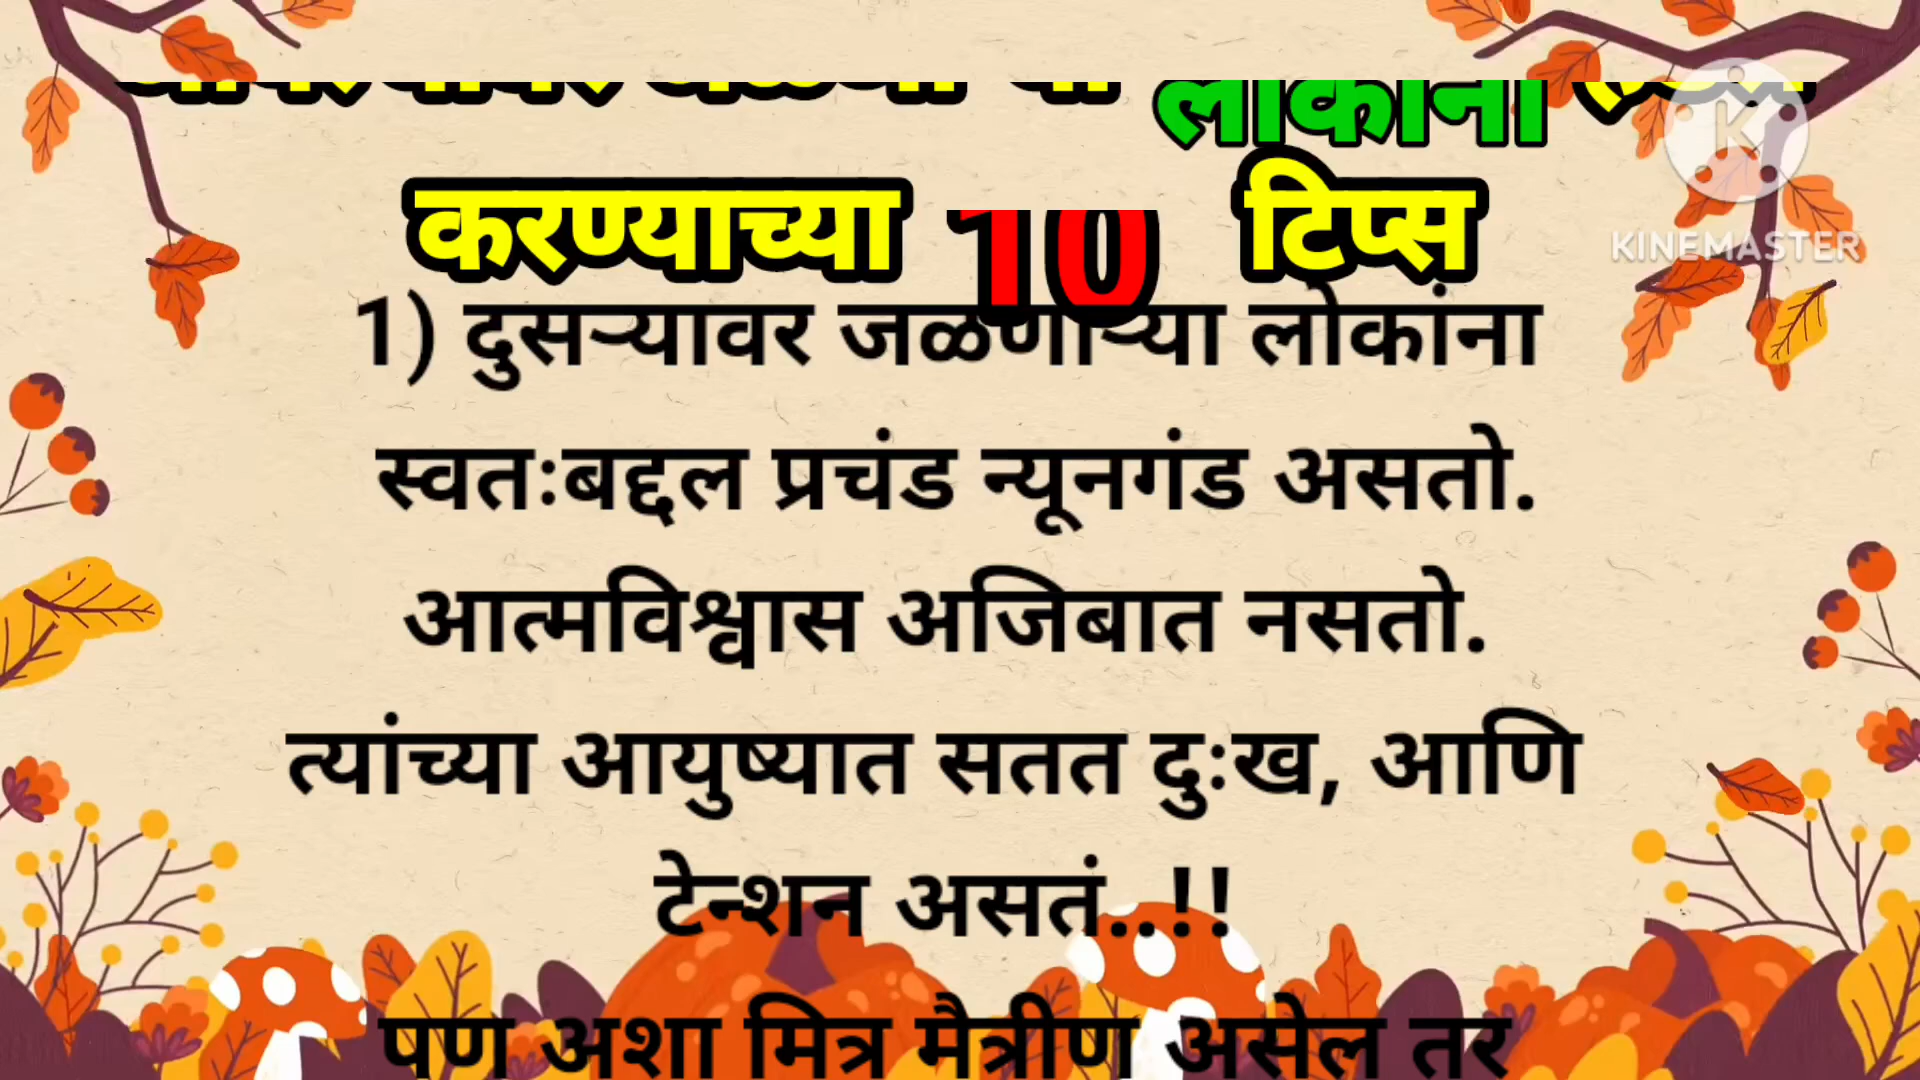 लोकांना
करण्याच्या 10 टिप्स
KINEMASTER
1) दुसऱ्यावर जळणाऱ्या लोकांना
स्वतःबद्दल प्रचंड न्यूनगंड असतो.
आत्मविश्वास अजिबात नसतो.
त्यांच्या आयुष्यात सतत दुःख, आणि
टेन्शन असतं..!!
पण अशा मित्र मैत्रीण असेल तर